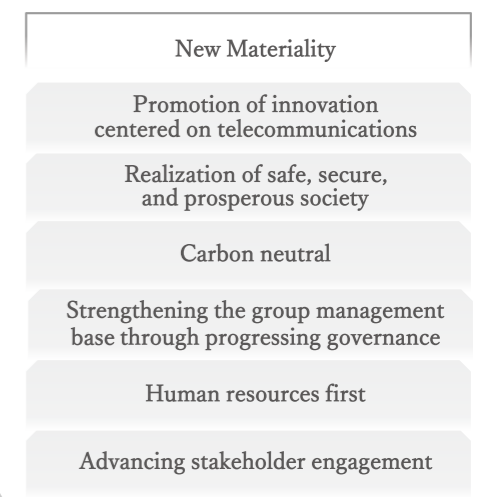 New Materiality
Promotion of innovation
centered on telecommunications
Realization of safe, secure,
and prosperous society
Carbon neutral
Strengthening the group management
base through progressing governance
Human resources first
Advancing stakeholder engagement